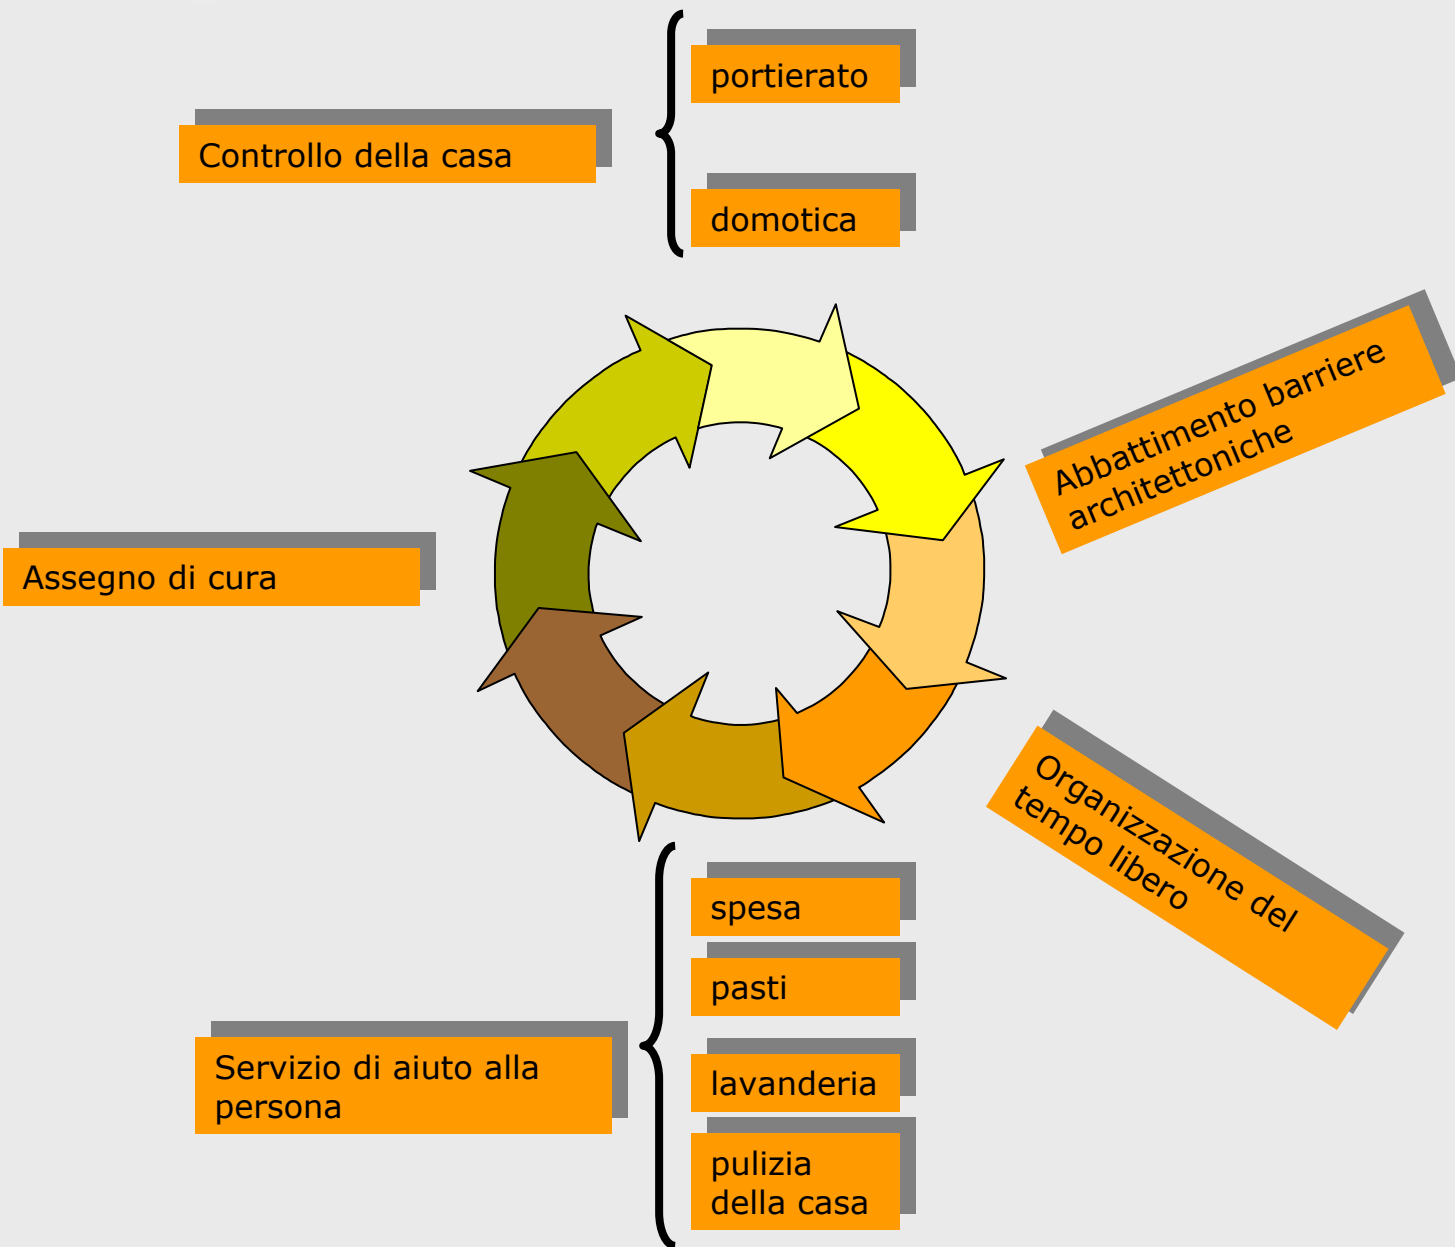 portierato
Controllo della casa
domotica
Abbattimento barriere
architettoniche
Assegno di cura
Organizzazione del
tempo libero
spesa
pasti
Servizio di aiuto alla
persona
lavanderia
pulizia
della casa